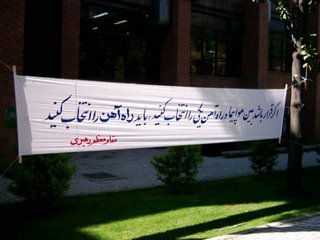 اگر قرار باشد بین هواپیما و راه آهن یکی را انتخاب کنید، باید راه آهن را انتخاب کنید
مقام معظم رهبری